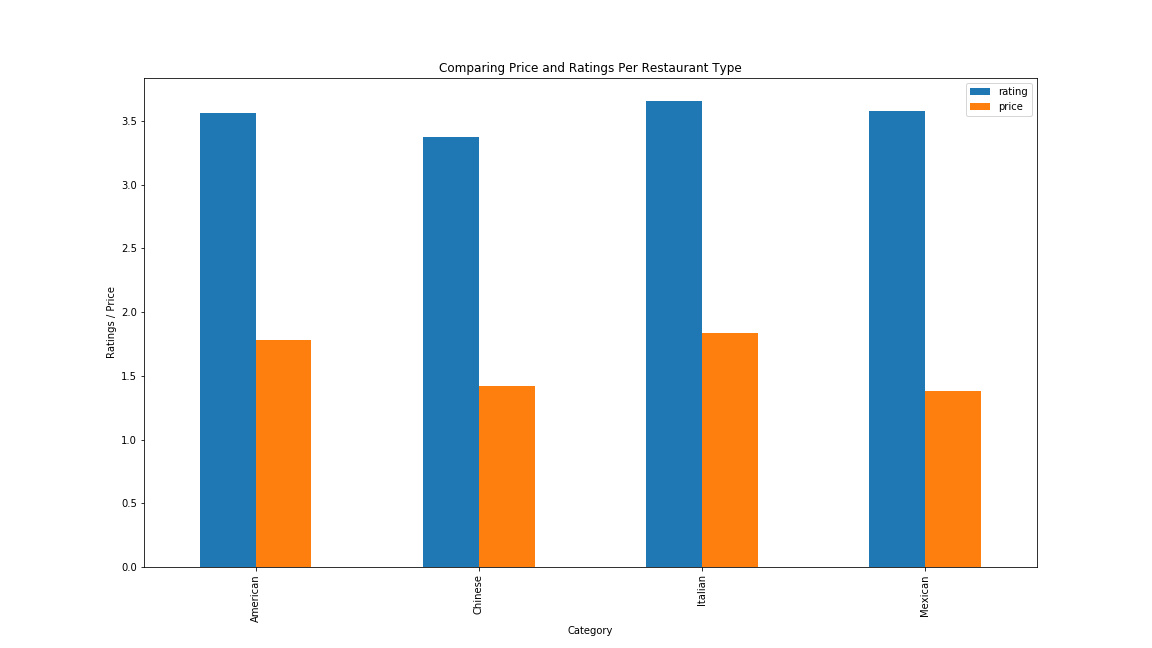 Comparing Price and Ratings Per Restaurant Type
rating
price
3.5
3.0
2.5
2.0
1.5
1.0
0.5
0.0
Ratings / Price
American
Chinese
Italian
Mexican
Category